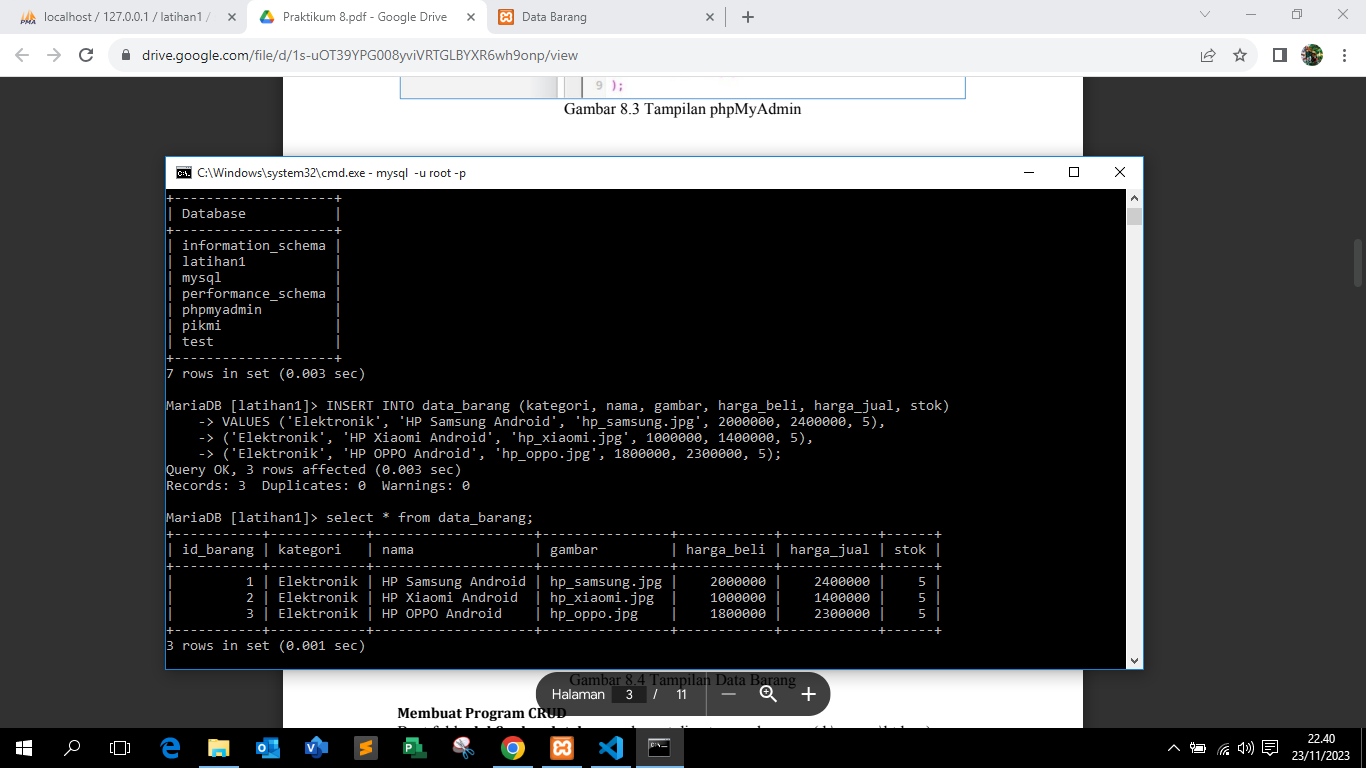 localhost / 127.0.0.1 / latihan1 /
Praktikum 8.pdf - Google Drive
Data Barang
drive.google.com/file/d/1s-uOT39YPG008yviVRTGLBYXR6wh9onp/view
9 );
Gambar 8.3 Tampilan phpMyAdmin
C:\Windows\system32\cmd.exe - mysql  -u root -p
+--------------------+
| Database           |
+--------------------+
| information_schema |
| latihan1           |
| mysql              |
| performance_schema |
| phpmyadmin         |
| pikmi              |
| test               |
+--------------------+
7 rows in set (0.003 sec)
MariaDB [latihan1]> INSERT INTO data_barang (kategori, nama, gambar, harga_beli, harga_jual, stok)
    -> VALUES ('Elektronik', 'HP Samsung Android', 'hp_samsung.jpg', 2000000, 2400000, 5),
    -> ('Elektronik', 'HP Xiaomi Android', 'hp_xiaomi.jpg', 1000000, 1400000, 5),
    -> ('Elektronik', 'HP OPPO Android', 'hp_oppo.jpg', 1800000, 2300000, 5);
Query OK, 3 rows affected (0.003 sec)
Records: 3  Duplicates: 0  Warnings: 0
MariaDB [latihan1]> select * from data_barang;
+-----------+------------+--------------------+----------------+------------+------------+------+
| id_barang | kategori   | nama               | gambar         | harga_beli | harga_jual | stok |
+-----------+------------+--------------------+----------------+------------+------------+------+
|         1 | Elektronik | HP Samsung Android | hp_samsung.jpg |    2000000 |    2400000 |    5 |
|         2 | Elektronik | HP Xiaomi Android  | hp_xiaomi.jpg  |    1000000 |    1400000 |    5 |
|         3 | Elektronik | HP OPPO Android    | hp_oppo.jpg    |    1800000 |    2300000 |    5 |
+-----------+------------+--------------------+----------------+------------+------------+------+
3 rows in set (0.001 sec)
Gambar 8.4 Tampilan Data Barang
Halaman 3 / 11
Membuat Program CRUD
22.40
23/11/2023